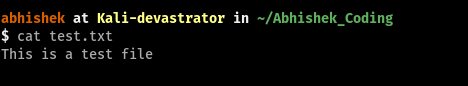 abhishek at Kali-devastrator in ~/Abhishek_Coding
$ cat test.txt
This is a test file